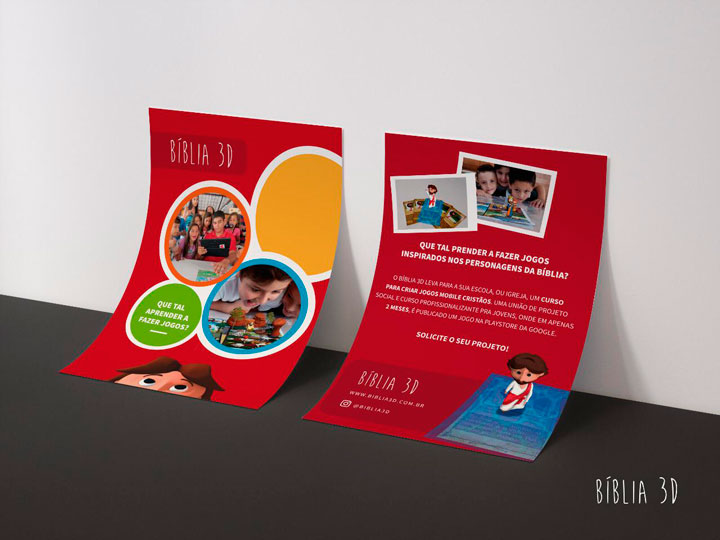 BÍBLIA 3D
QUE TAL
APRENDER A
FAZER JOGOS?
QUE TAL PRENDER A FAZER JOGOS
INSPIRADOS NOS PERSONAGENS DA BÍBLIA?
O BÍBLIA 3D LEVA PARA A SUA ESCOLA, OU IGREJA, UM CURSO
PARA CRIAR JOGOS MOBILE CRISTÃOS. UMA UNIÃO DE PROJETO
SOCIAL E CURSO PROFISSIONALIZANTE PRA JOVENS, ONDE EM APENAS
2 MESES, É PUBLICADO UM JOGO NA PLAYSTORE DA GOOGLE.
SOLICITE O SEU PROJETO!
BÍBLIA 3D
WWW.BIBLIA3D.COM.BR
@BIBLIA3D
BÍBLIA 3D